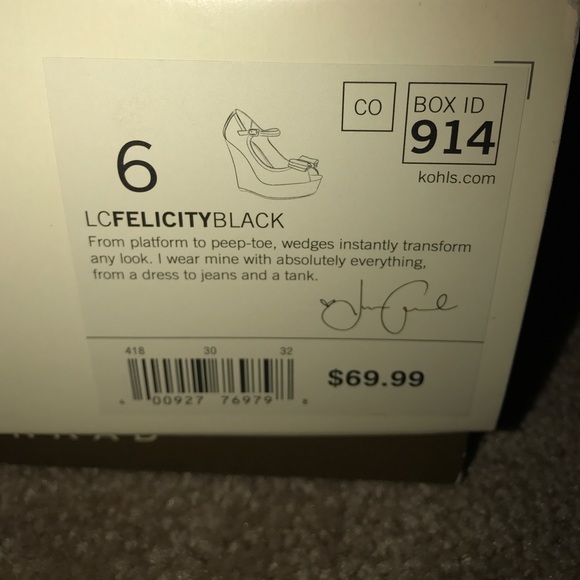 CO
BOX ID
914
kohls.com
6
LCFELICITYBLACK
From platform to peep-toe, wedges instantly transform
any look. I wear mine with absolutely everything,
from a dress to jeans and a tank.
418 30 32
$69.99
00927 76979